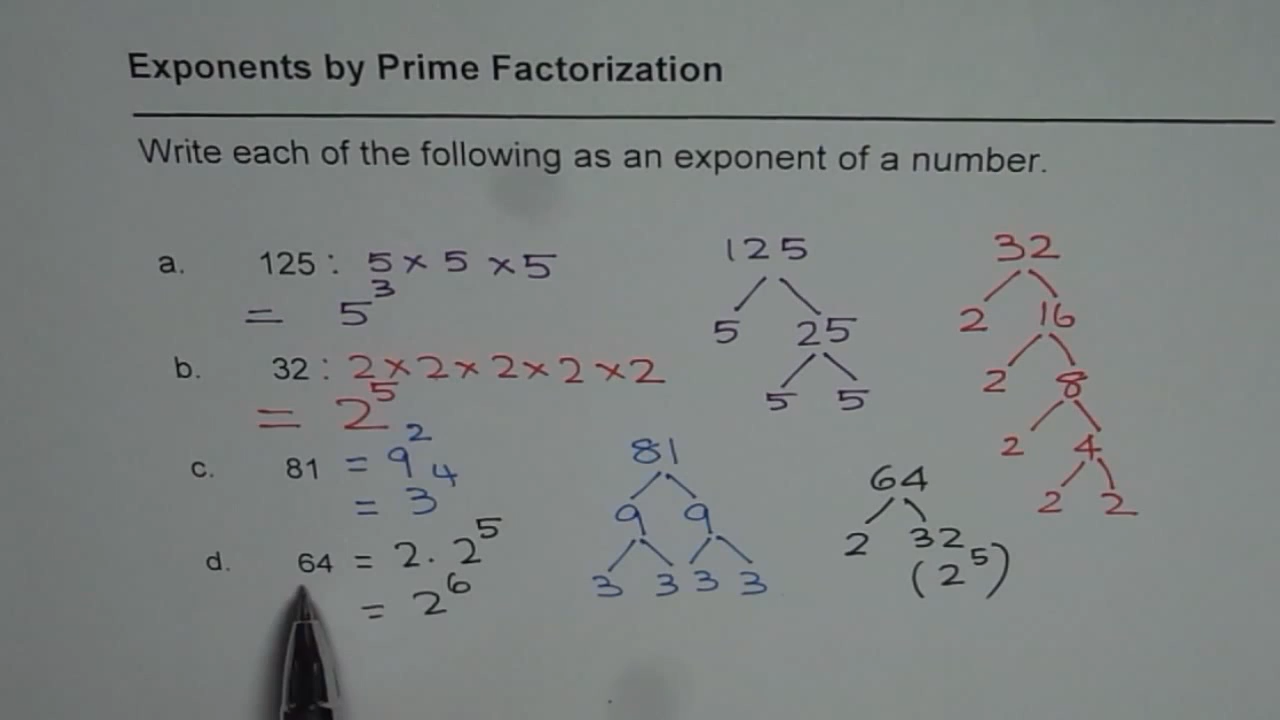 Exponents by Prime Factorization
Write each of the following as an exponent of a number.
a. 125 : 5 × 5 × 5
= 5³
b. 32 : 2 × 2 × 2 × 2 × 2
= 2⁵
c. 81 = 9²
= 3⁴
d. 64 = 2 . 2⁵
= 2⁶
125
5 25
5 5
32
2 16
2 8
2 4
2 2
81
9 9
3 3 3 3
64
2 32
(2⁵)